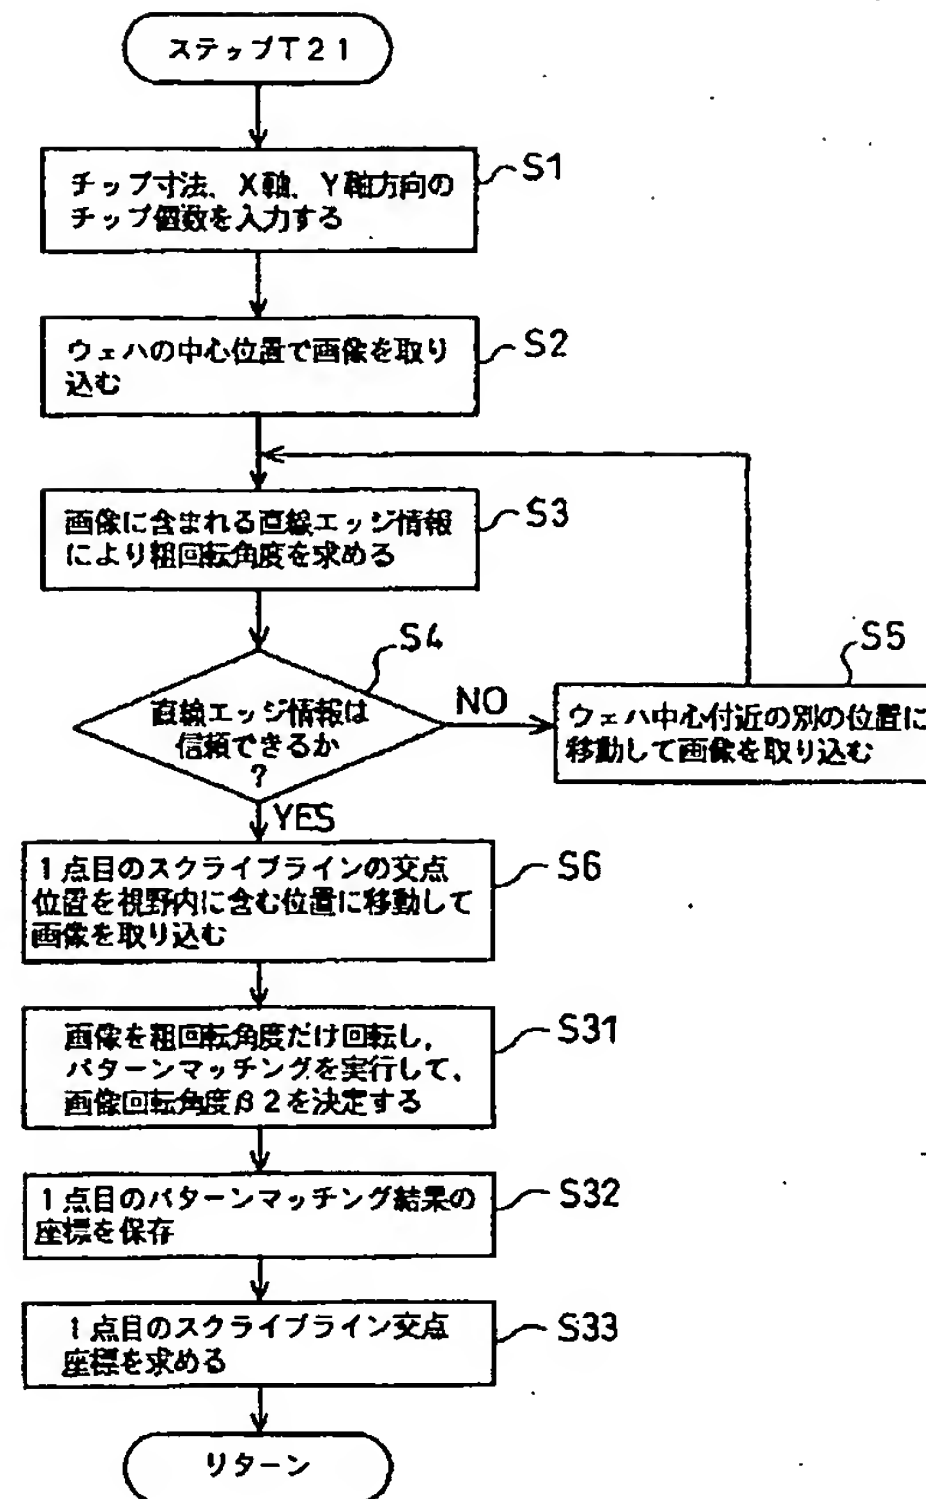 ステップT21
S1
チップ寸法、X軸、Y軸方向の
チップ個数を入力する
S2
ウェハの中心位置で画像を取り
込む
S3
画像に含まれる直線エッジ情報
により粗回転角度を求める
S4
直線エッジ情報は
信頼できるか
?
NO
S5
ウェハ中心付近の別の位置に
移動して画像を取り込む
YES
S6
1点目のスクライブラインの交点
位置を視野内に含む位置に移動して
画像を取り込む
S31
画像を粗回転角度だけ回転し、
パターンマッチングを実行して、
画像回転角度β2を決定する
S32
1点目のパターンマッチング結果の
座標を保存
S33
1点目のスクライブライン交点
座標を求める
リターン